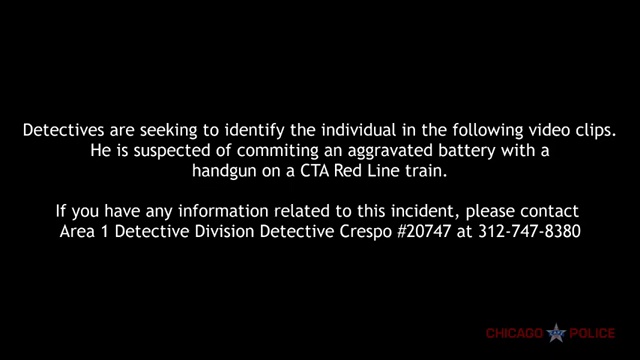 Detectives are seeking to identify the individual in the following video clips.
He is suspected of commiting an aggravated battery with a
handgun on a CTA Red Line train.
If you have any information related to this incident, please contact
Area 1 Detective Division Detective Crespo #20747 at 312-747-8380
CHICAGO POLICE